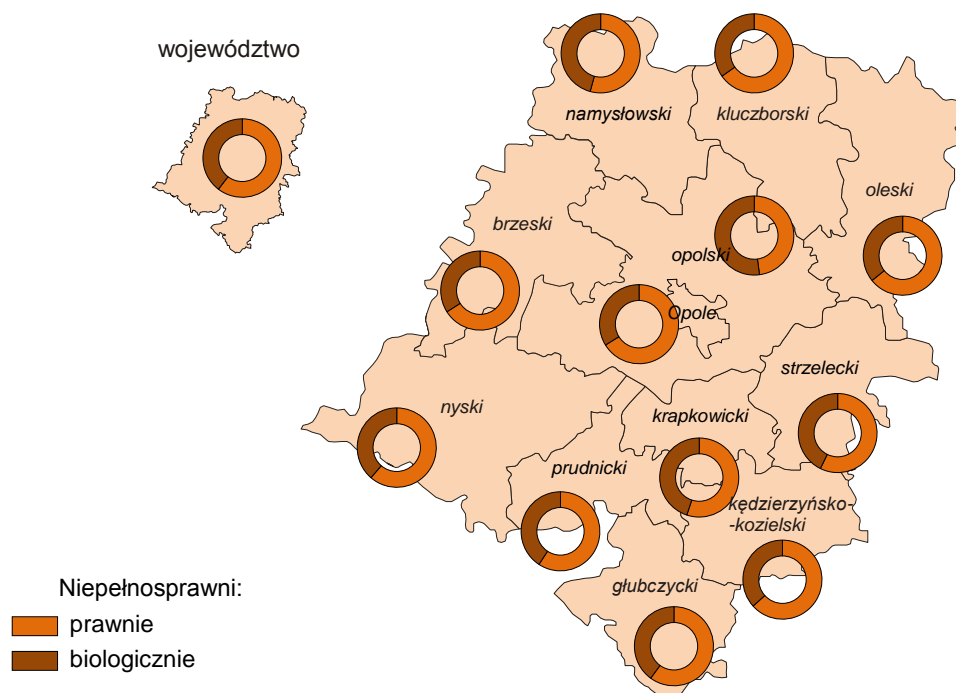 województwo
namysłowski
kluczborski
oleski
brzeski
opolski
Opole
strzelecki
nyski
krapkowicki
prudnicki
kędzierzyńsko-
-kozielski
głubczycki
Niepełnosprawni:
prawnie
biologicznie